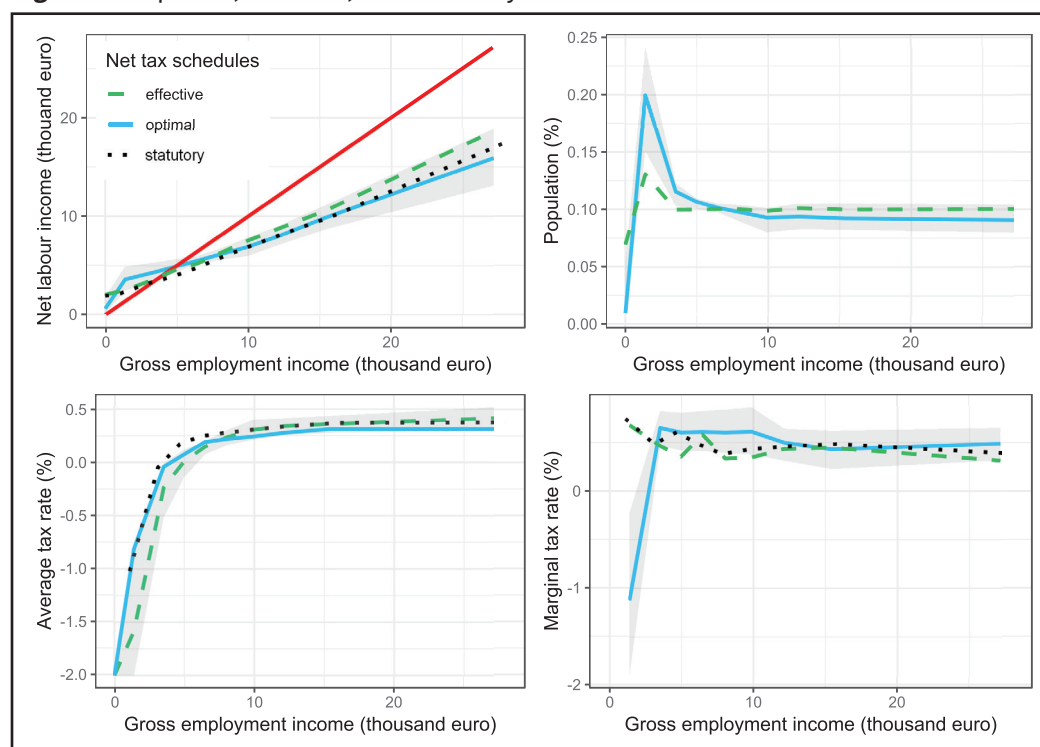 Net labour income (thousand euro)
Net tax schedules
effective
optimal
statutory
20
10
0
0 10 20
Gross employment income (thousand euro)
Population (%)
0.25
0.20
0.15
0.10
0.05
0.00
0 10 20
Gross employment income (thousand euro)
Average tax rate (%)
0.5
0.0
-0.5
-1.0
-1.5
-2.0
0 10 20
Gross employment income (thousand euro)
Marginal tax rate (%)
0
-1
-2
0 10 20
Gross employment income (thousand euro)